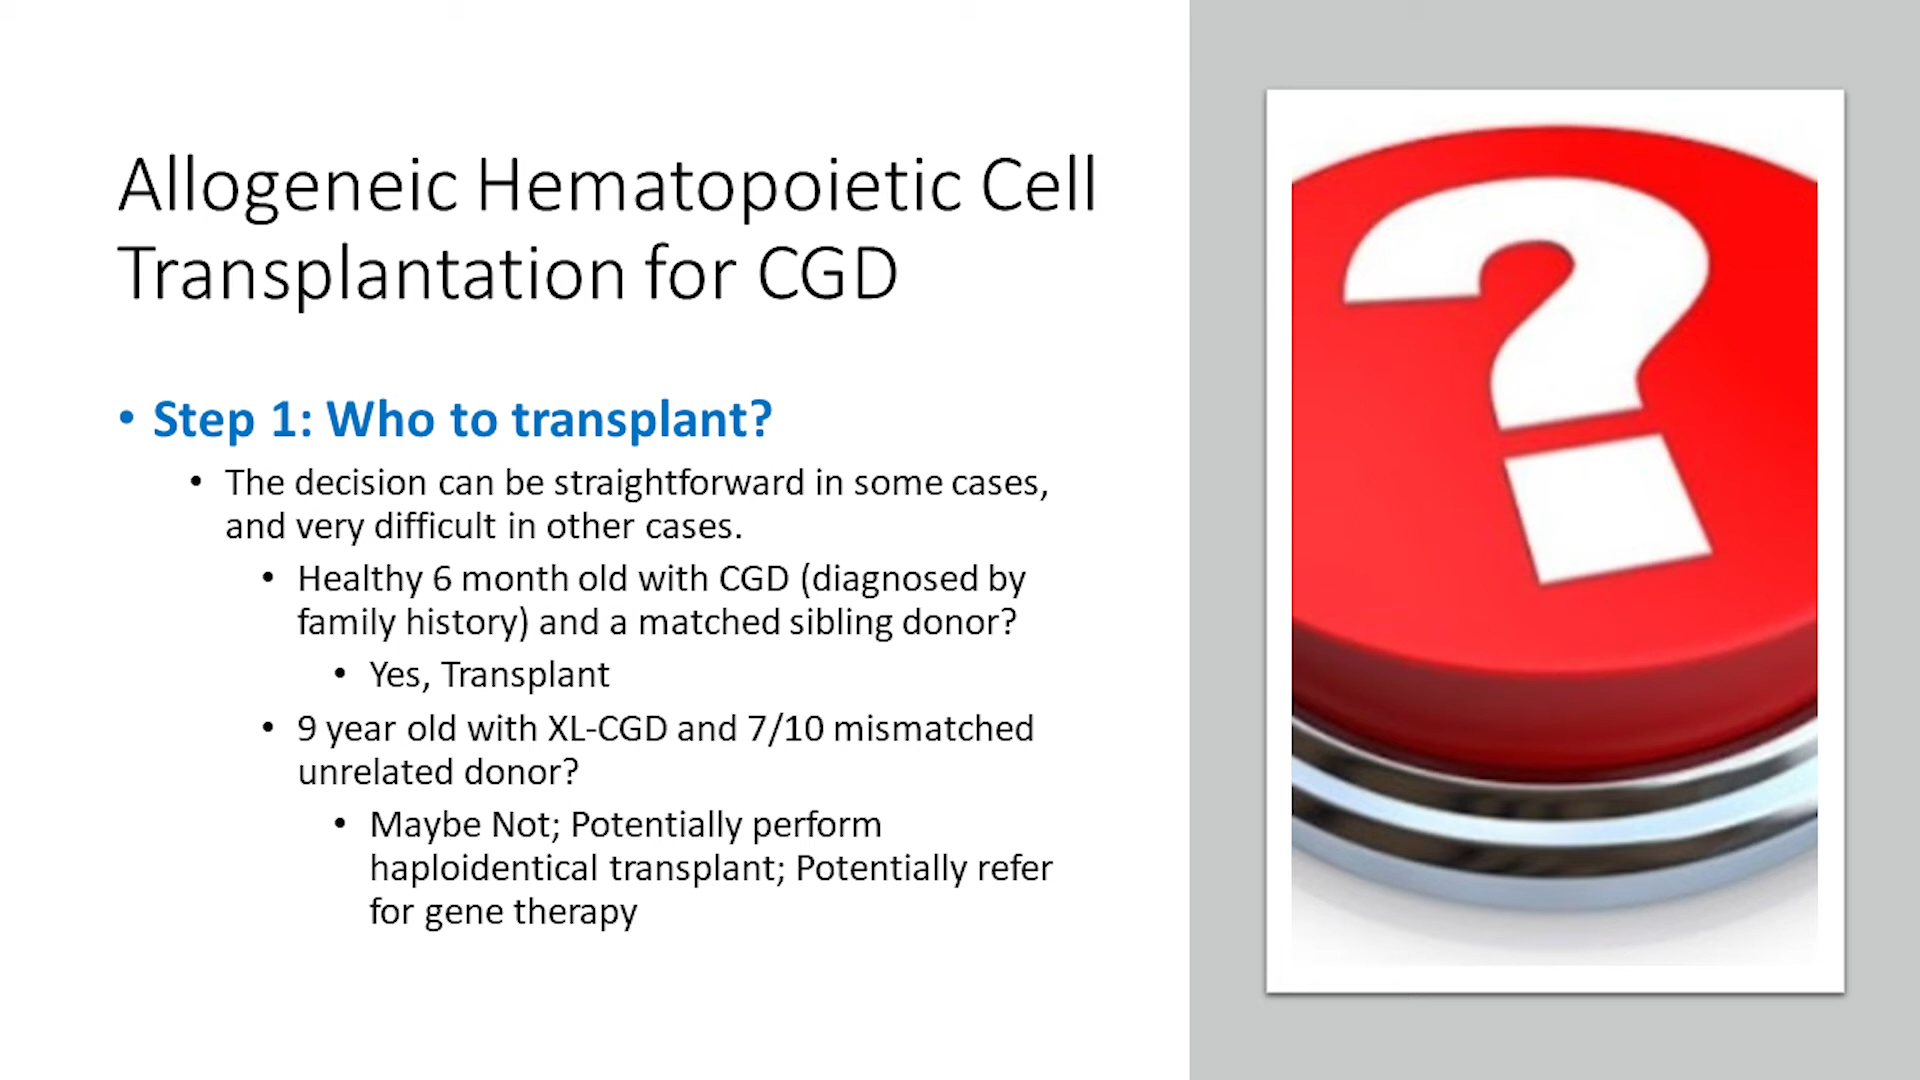 Allogeneic Hematopoietic Cell
Transplantation for CGD
• Step 1: Who to transplant?
• The decision can be straightforward in some cases,
and very difficult in other cases.
• Healthy 6 month old with CGD (diagnosed by
family history) and a matched sibling donor?
• Yes, Transplant
• 9 year old with XL-CGD and 7/10 mismatched
unrelated donor?
• Maybe Not; Potentially perform
haploidentical transplant; Potentially refer
for gene therapy
?